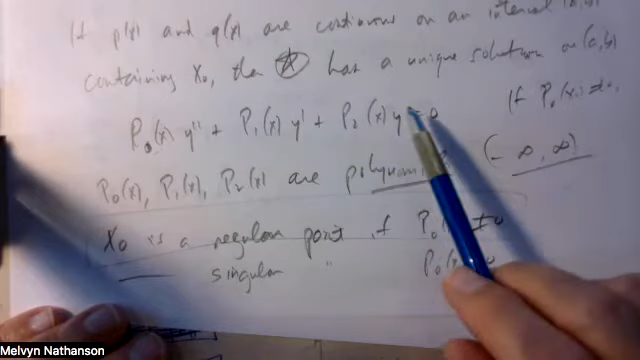 If p(x) and q(x) are continuous on an interval (a,b)
containing x₀, then ⊛ has a unique solution on (a,b)
P₀(x) y'' + P₁(x) y' + P₂(x) y = 0
If P₀(x₀) ≠ 0,
P₀(x), P₁(x), P₂(x) are
(-∞, ∞)
x₀ is a regular point if P₀ ≠ 0
singular " P₀(x 0
Melvyn Nathanson